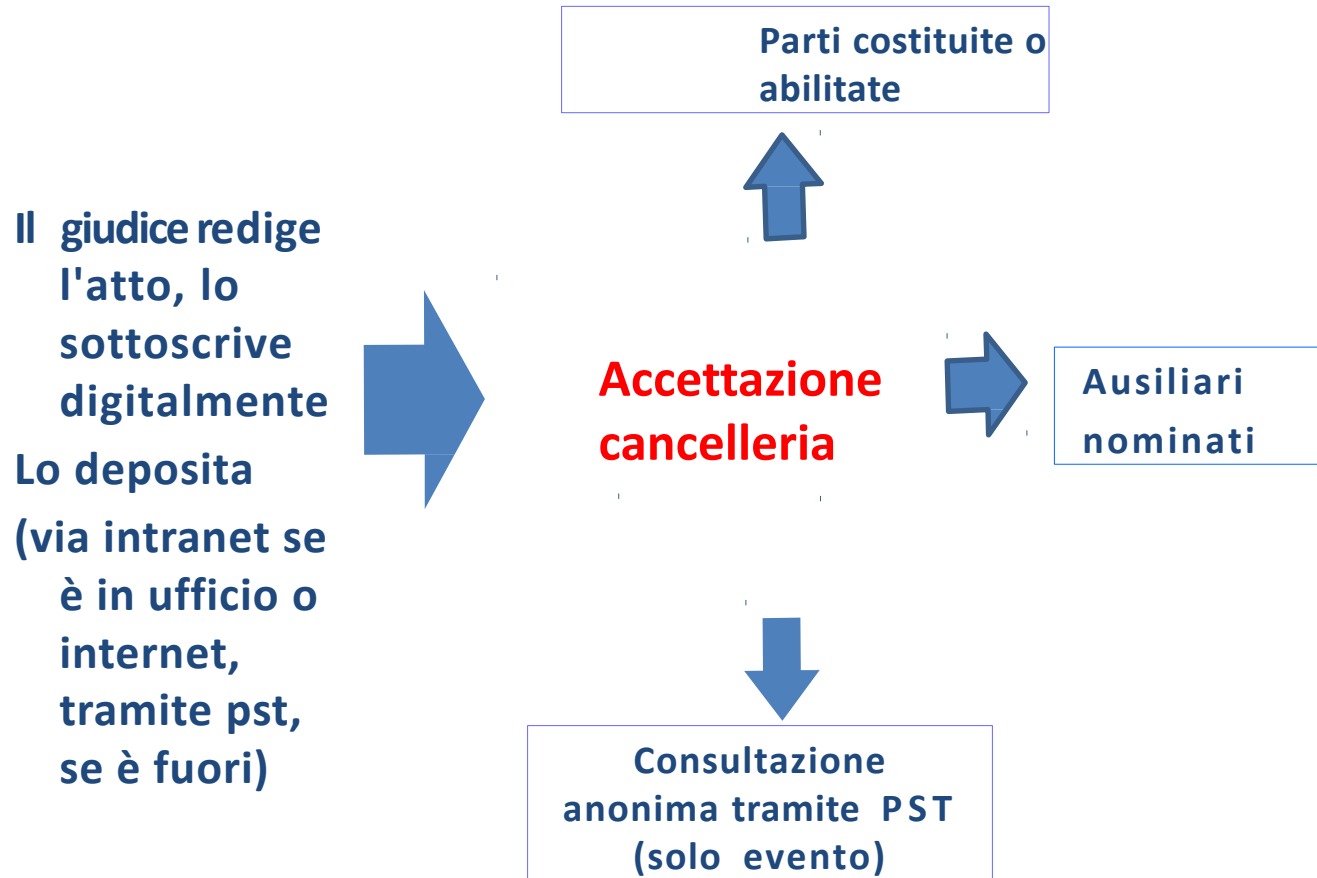 Parti costituite o
abilitate
Il giudice redige
l'atto, lo
sottoscrive
digitalmente
Lo deposita
(via intranet se
è in ufficio o
internet,
tramite pst,
se è fuori)
Accettazione
cancelleria
Ausiliari
nominati
Consultazione
anonima tramite PST
(solo evento)